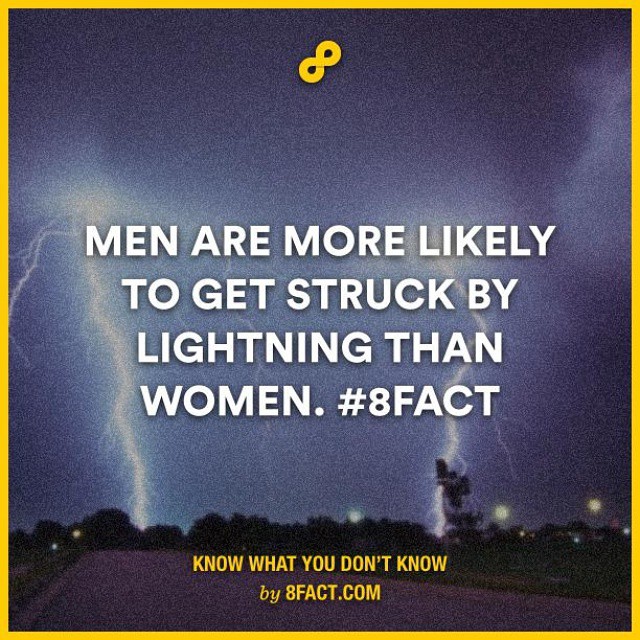 MEN ARE MORE LIKELY
TO GET STRUCK BY
LIGHTNING THAN
WOMEN. #8FACT
KNOW WHAT YOU DON'T KNOW
by 8FACT.COM